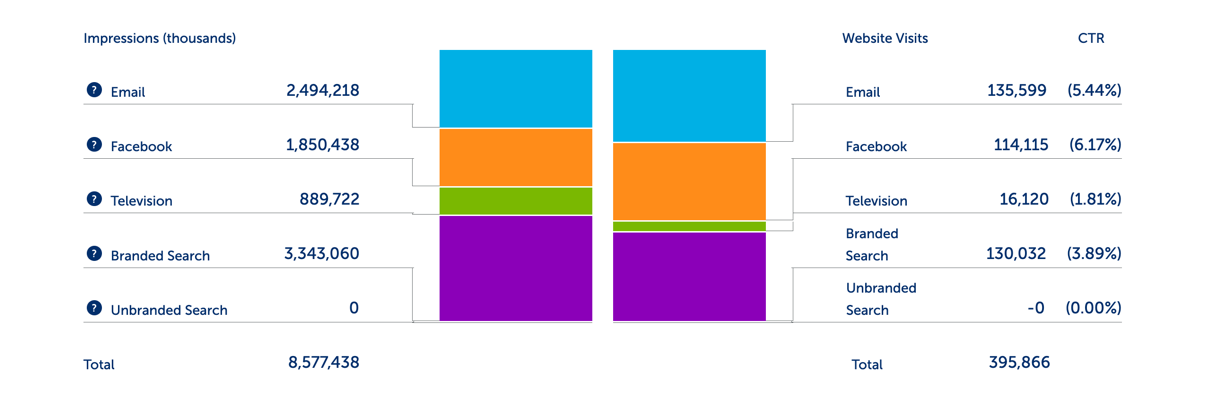 Impressions (thousands) Website Visits CTR
? Email 2,494,218 Email 135,599 (5.44%)
? Facebook 1,850,438 Facebook 114,115 (6.17%)
? Television 889,722 Television 16,120 (1.81%)
Branded
? Branded Search 3,343,060 Search 130,032 (3.89%)
Unbranded
? Unbranded Search 0 Search -0 (0.00%)
Total 8,577,438 Total 395,866